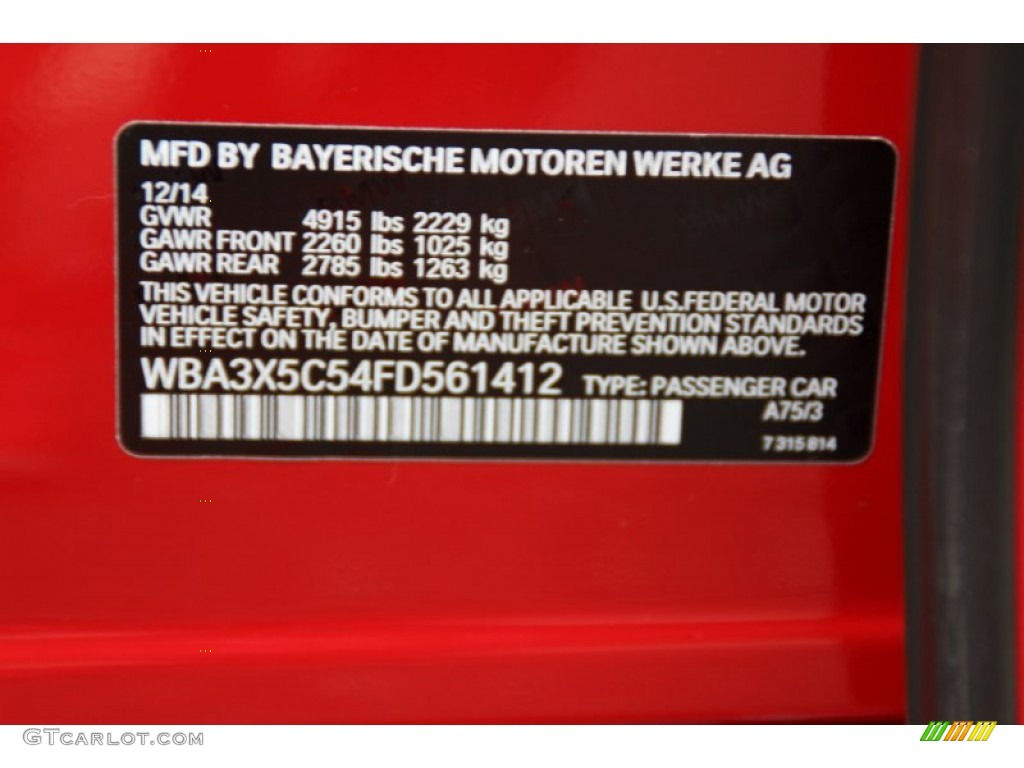 MFD BY BAYERISCHE MOTOREN WERKE AG
12/14
GVWR 4915 lbs 2229 kg
GAWR FRONT 2260 lbs 1025 kg
GAWR REAR 2785 lbs 1263 kg
THIS VEHICLE CONFORMS TO ALL APPLICABLE U.S.FEDERAL MOTOR
VEHICLE SAFETY, BUMPER AND THEFT PREVENTION STANDARDS
IN EFFECT ON THE DATE OF MANUFACTURE SHOWN ABOVE.
WBA3X5C54FD561412 TYPE: PASSENGER CAR
A75/3
7 315 814
GTCARLOT.COM